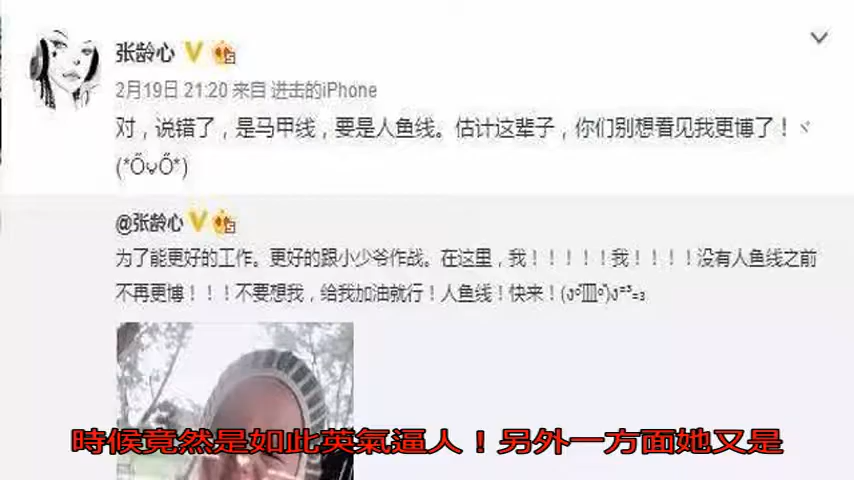 张龄心
2月19日 21:20 来自 进击的iPhone
对，说错了，是马甲线，要是人鱼线。估计这辈子，你们别想看见我更博了！ヾ
(*ŐυŐ*)
@张龄心
为了能更好的工作。更好的跟小少爷作战。在这里，我！！！！！我！！！！没有人鱼线之前
不再更博！！！不要想我，给我加油就行！人鱼线！快来！
時候竟然是如此英氣逼人！另外一方面她又是